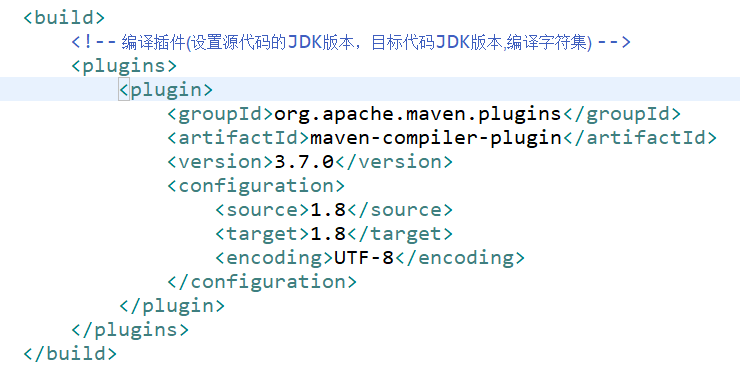 <build>
<!-- 编译插件(设置源代码的JDK版本，目标代码JDK版本,编译字符集) -->
<plugins>
<plugin>
<groupId>org.apache.maven.plugins</groupId>
<artifactId>maven-compiler-plugin</artifactId>
<version>3.7.0</version>
<configuration>
<source>1.8</source>
<target>1.8</target>
<encoding>UTF-8</encoding>
</configuration>
</plugin>
</plugins>
</build>